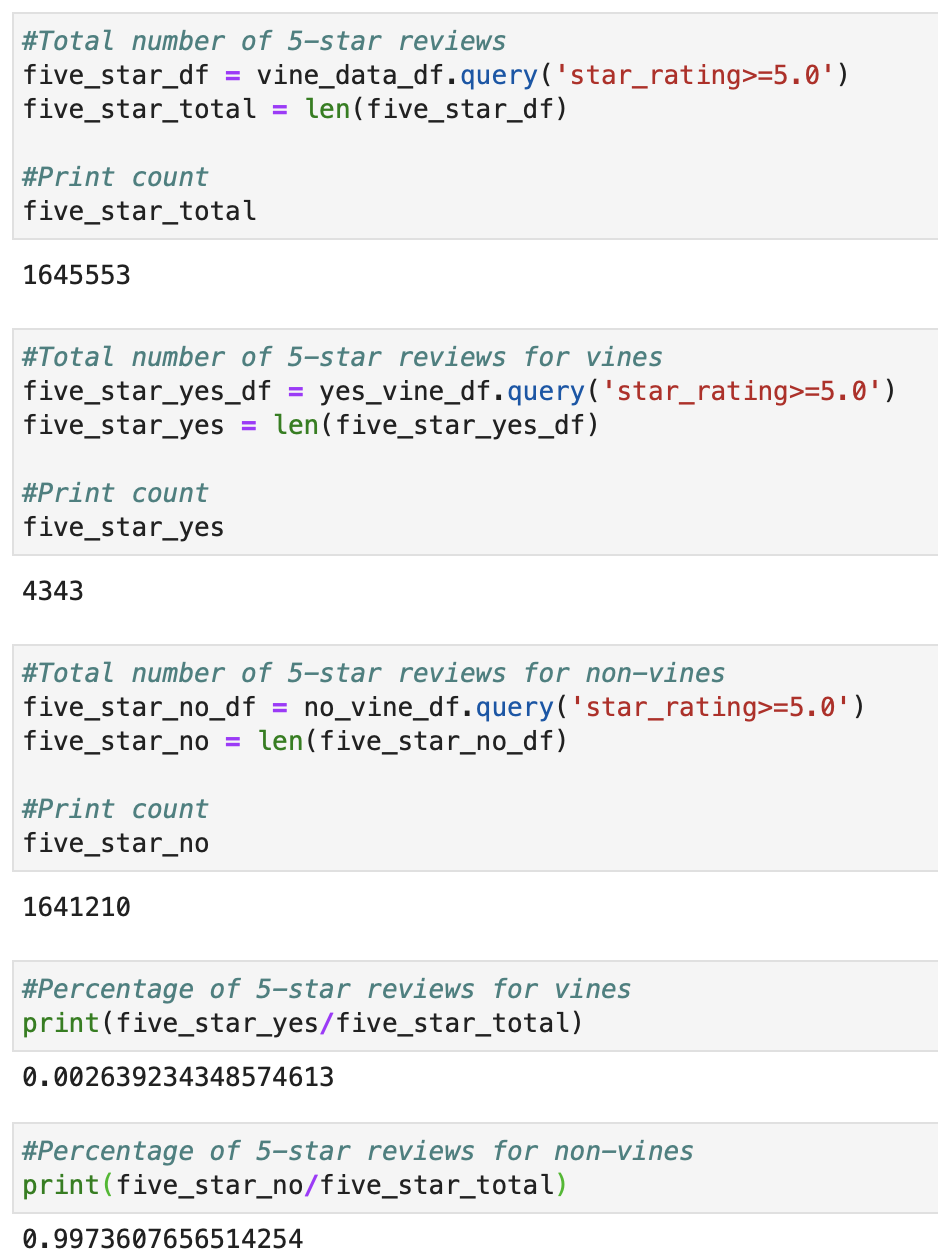 #Total number of 5-star reviews
five_star_df = vine_data_df.query('star_rating>=5.0')
five_star_total = len(five_star_df)
#Print count
five_star_total
1645553
#Total number of 5-star reviews for vines
five_star_yes_df = yes_vine_df.query('star_rating>=5.0')
five_star_yes = len(five_star_yes_df)
#Print count
five_star_yes
4343
#Total number of 5-star reviews for non-vines
five_star_no_df = no_vine_df.query('star_rating>=5.0')
five_star_no = len(five_star_no_df)
#Print count
five_star_no
1641210
#Percentage of 5-star reviews for vines
print(five_star_yes/five_star_total)
0.002639234348574613
#Percentage of 5-star reviews for non-vines
print(five_star_no/five_star_total)
0.9973607656514254